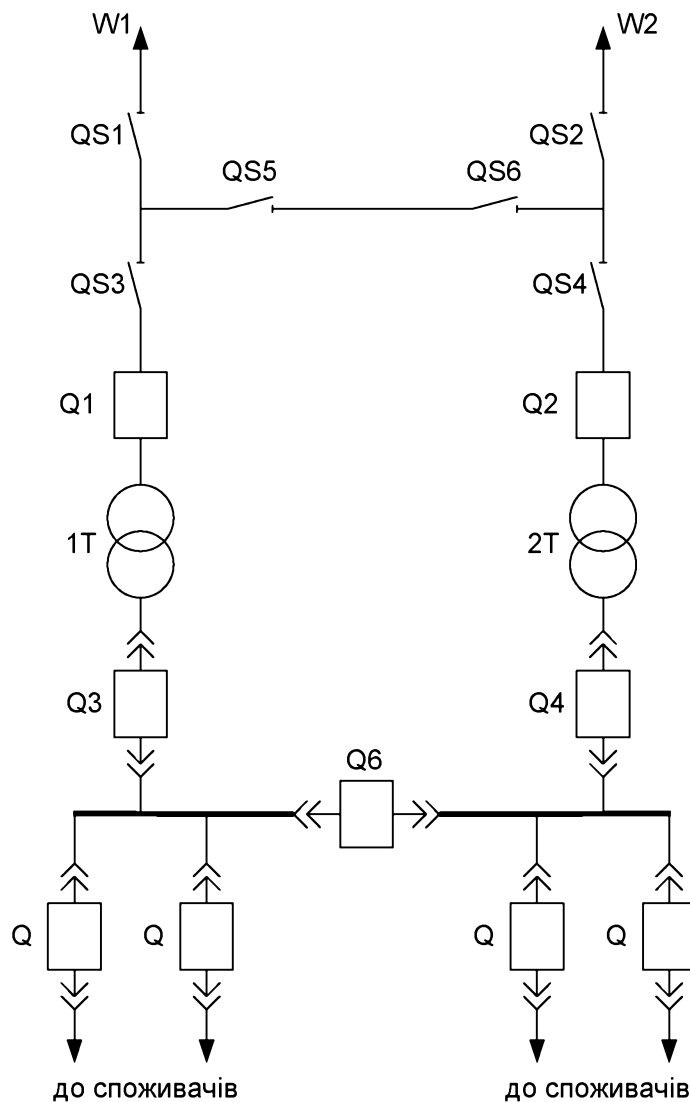 W1
W2
QS1
QS2
QS5
QS6
QS3
QS4
Q1
Q2
1T
2T
Q3
Q4
Q6
Q
Q
Q
Q
до споживачів
до споживачів